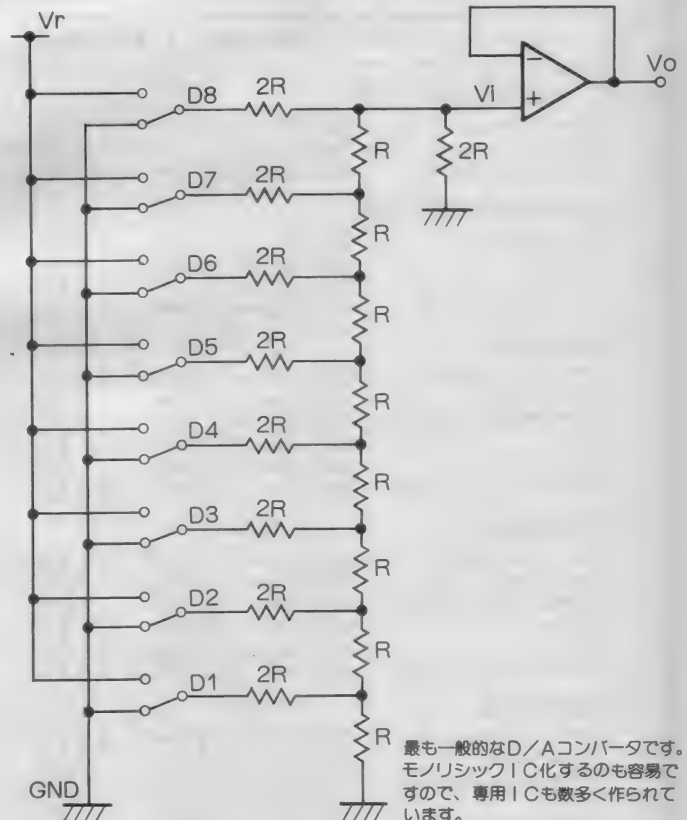 Vr
D8
2R
Vi
−
+
Vo
R
2R
D7
2R
R
D6
2R
R
D5
2R
R
D4
2R
R
D3
2R
R
D2
2R
R
D1
2R
R
GND
最も一般的なD/Aコンバータです。
モノリシックIC化するのも容易で
すので、専用ICも数多く作られて
います。